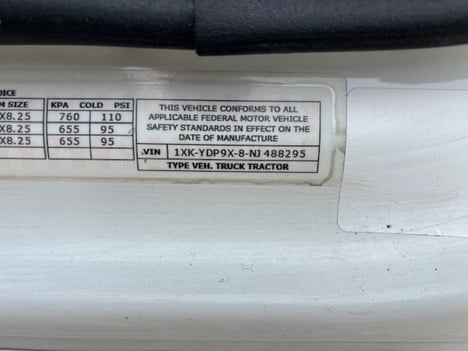 OICE
M SIZE KPA COLD PSI
X8.25 760 110
X8.25 655 95
X8.25 655 95
THIS VEHICLE CONFORMS TO ALL
APPLICABLE FEDERAL MOTOR VEHICLE
SAFETY STANDARDS IN EFFECT ON THE
DATE OF MANUFACTURE
VIN 1XK-YDP9X-8-NJ 488295
TYPE VEH. TRUCK TRACTOR